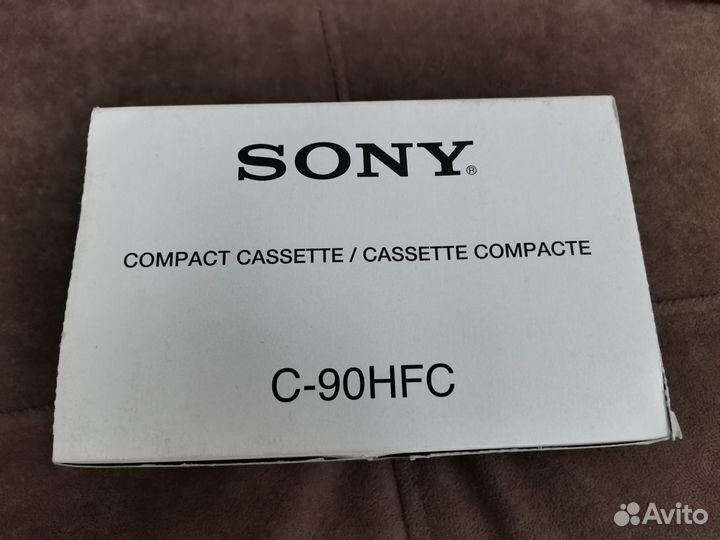 SONY®
COMPACT CASSETTE / CASSETTE COMPACTE
C-90HFC
Avito